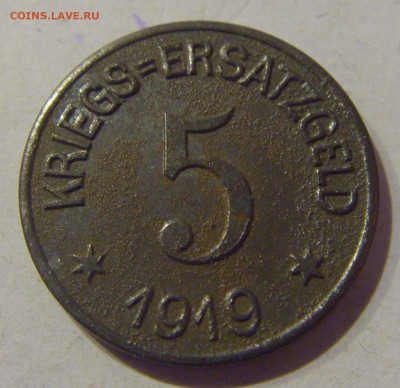 COINS.LAVE.RU
KRIEGS=ERSATZGELD
5
1919